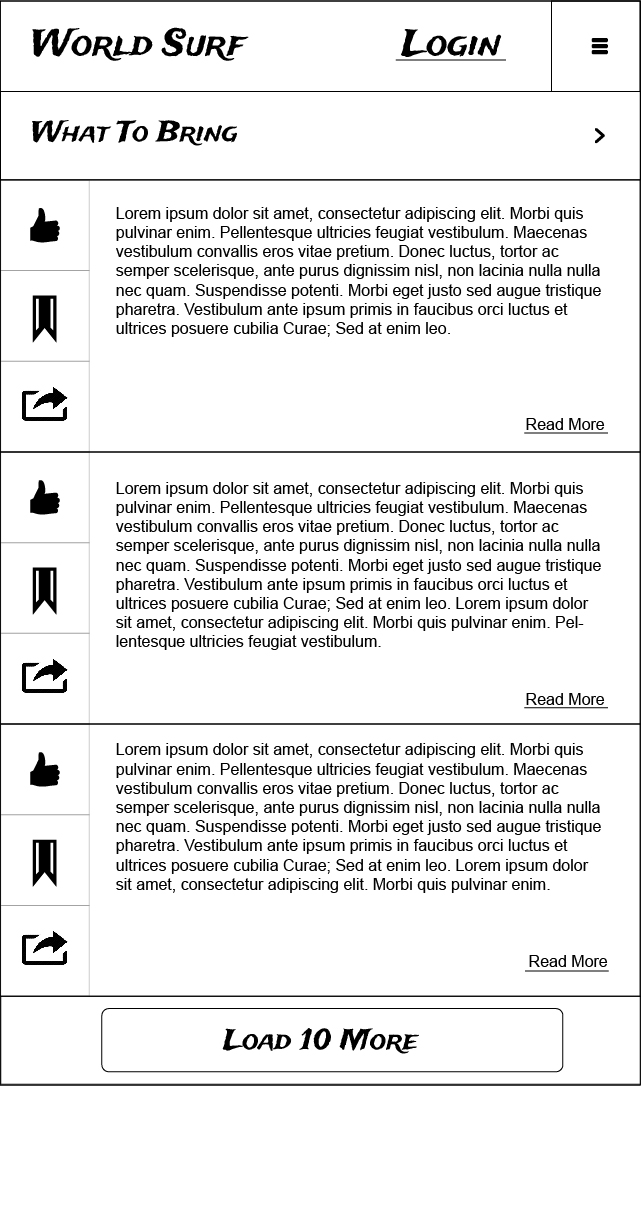 World Surf
Login
What To Bring
Lorem ipsum dolor sit amet, consectetur adipiscing elit. Morbi quis
pulvinar enim. Pellentesque ultricies feugiat vestibulum. Maecenas
vestibulum convallis eros vitae pretium. Donec luctus, tortor ac
semper scelerisque, ante purus dignissim nisl, non lacinia nulla nulla
nec quam. Suspendisse potenti. Morbi eget justo sed augue tristique
pharetra. Vestibulum ante ipsum primis in faucibus orci luctus et
ultrices posuere cubilia Curae; Sed at enim leo.
Read More
Lorem ipsum dolor sit amet, consectetur adipiscing elit. Morbi quis
pulvinar enim. Pellentesque ultricies feugiat vestibulum. Maecenas
vestibulum convallis eros vitae pretium. Donec luctus, tortor ac
semper scelerisque, ante purus dignissim nisl, non lacinia nulla nulla
nec quam. Suspendisse potenti. Morbi eget justo sed augue tristique
pharetra. Vestibulum ante ipsum primis in faucibus orci luctus et
ultrices posuere cubilia Curae; Sed at enim leo. Lorem ipsum dolor
sit amet, consectetur adipiscing elit. Morbi quis pulvinar enim. Pel-
lentesque ultricies feugiat vestibulum.
Read More
Lorem ipsum dolor sit amet, consectetur adipiscing elit. Morbi quis
pulvinar enim. Pellentesque ultricies feugiat vestibulum. Maecenas
vestibulum convallis eros vitae pretium. Donec luctus, tortor ac
semper scelerisque, ante purus dignissim nisl, non lacinia nulla nulla
nec quam. Suspendisse potenti. Morbi eget justo sed augue tristique
pharetra. Vestibulum ante ipsum primis in faucibus orci luctus et
ultrices posuere cubilia Curae; Sed at enim leo. Lorem ipsum dolor
sit amet, consectetur adipiscing elit. Morbi quis pulvinar enim.
Read More
Load 10 More